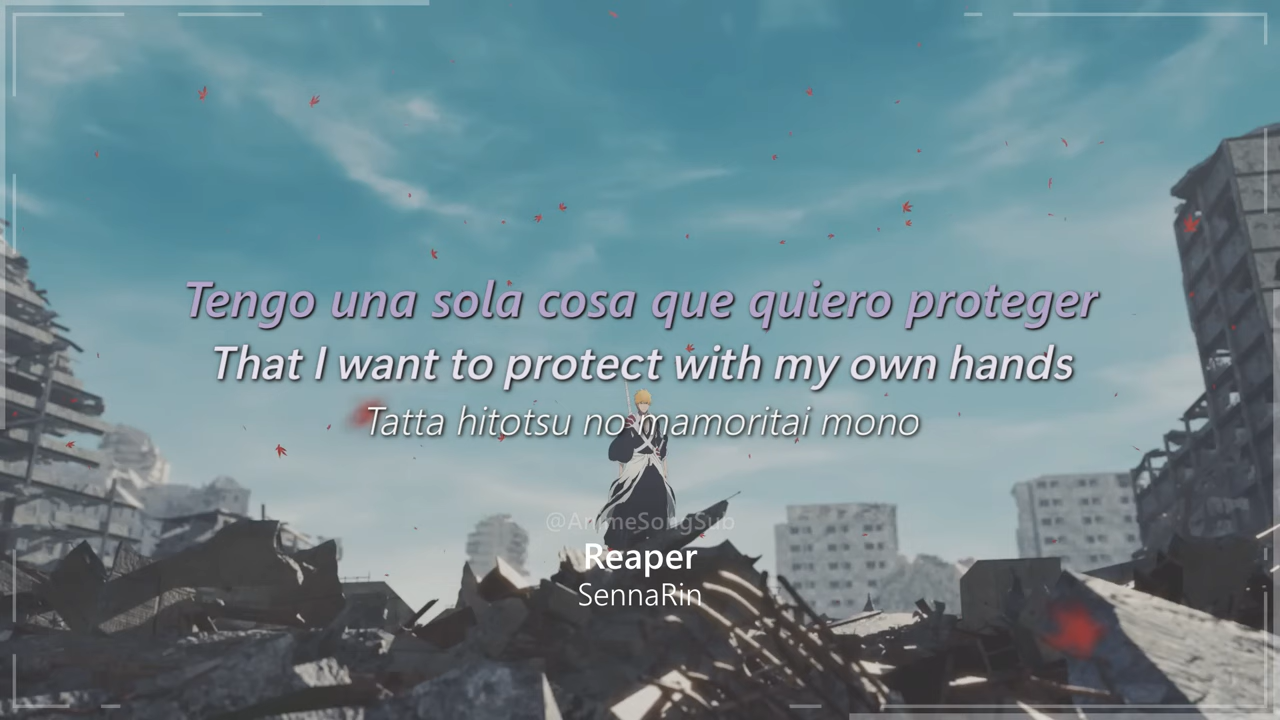 Tengo una sola cosa que quiero proteger
That I want to protect with my own hands
Tatta hitotsu no mamoritai mono
@AnimeSongSub
Reaper
SennaRin